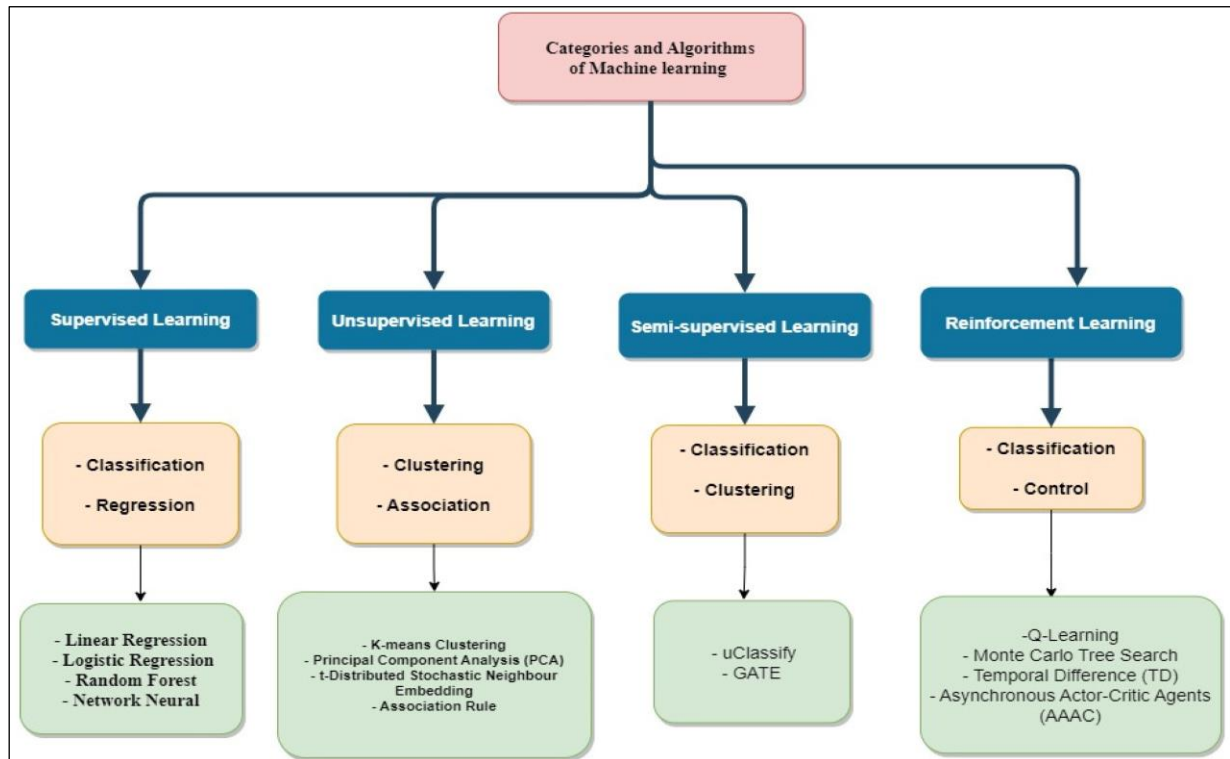 Categories and Algorithms
of Machine learning
Supervised Learning
Unsupervised Learning
Semi-supervised Learning
Reinforcement Learning
- Classification
- Regression
- Clustering
- Association
- Classification
- Clustering
- Classification
- Control
- Linear Regression
- Logistic Regression
- Random Forest
- Network Neural
- K-means Clustering
- Principal Component Analysis (PCA)
- t-Distributed Stochastic Neighbour
Embedding
- Association Rule
- uClassify
- GATE
-Q-Learning
- Monte Carlo Tree Search
- Temporal Difference (TD)
- Asynchronous Actor-Critic Agents
(AAAC)